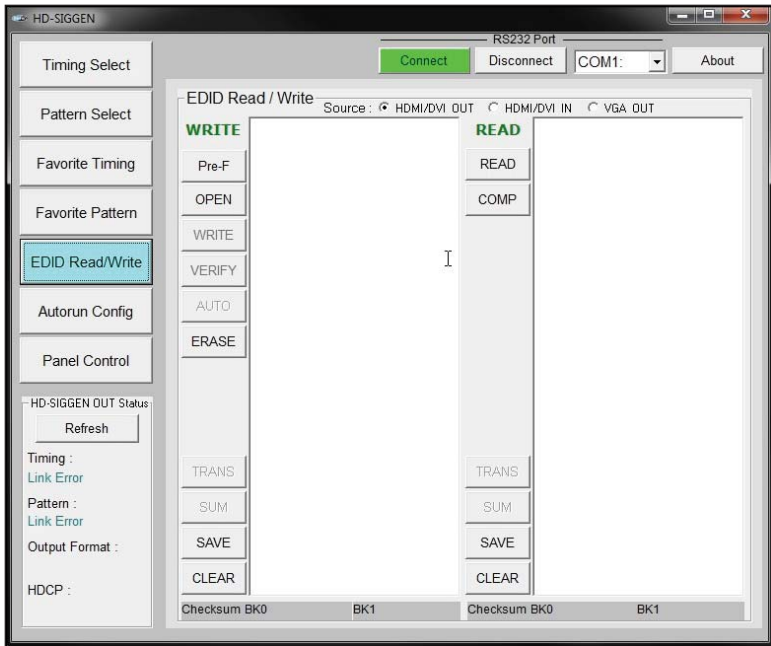 HD-SIGGEN
RS232 Port
Connect Disconnect COM1: About
Timing Select
Pattern Select
Favorite Timing
Favorite Pattern
EDID Read/Write
Autorun Config
Panel Control
HD-SIGGEN OUT Status
Refresh
Timing :
Link Error
Pattern :
Link Error
Output Format :
HDCP :
EDID Read / Write
Source : HDMI/DVI OUT HDMI/DVI IN VGA OUT
WRITE
Pre-F
OPEN
WRITE
VERIFY
AUTO
ERASE
TRANS
SUM
SAVE
CLEAR
Checksum BK0 BK1
READ
READ
COMP
TRANS
SUM
SAVE
CLEAR
Checksum BK0 BK1